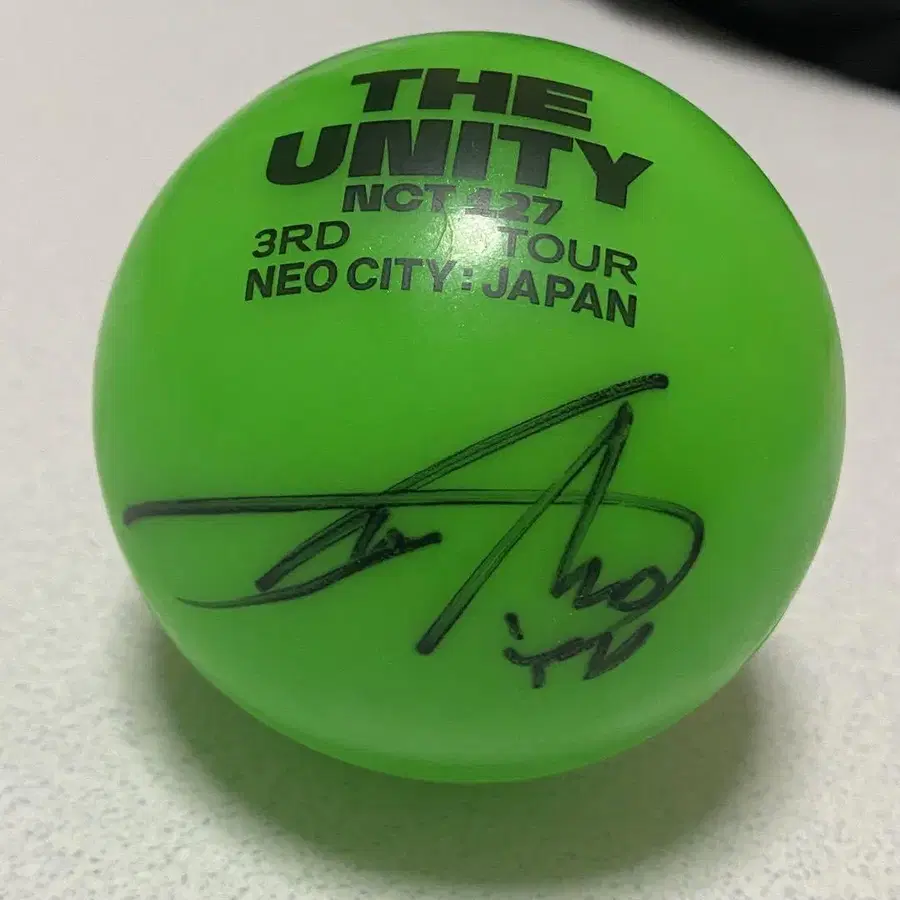 THE
UNITY
NCT 127
3RD TOUR
NEO CITY : JAPAN